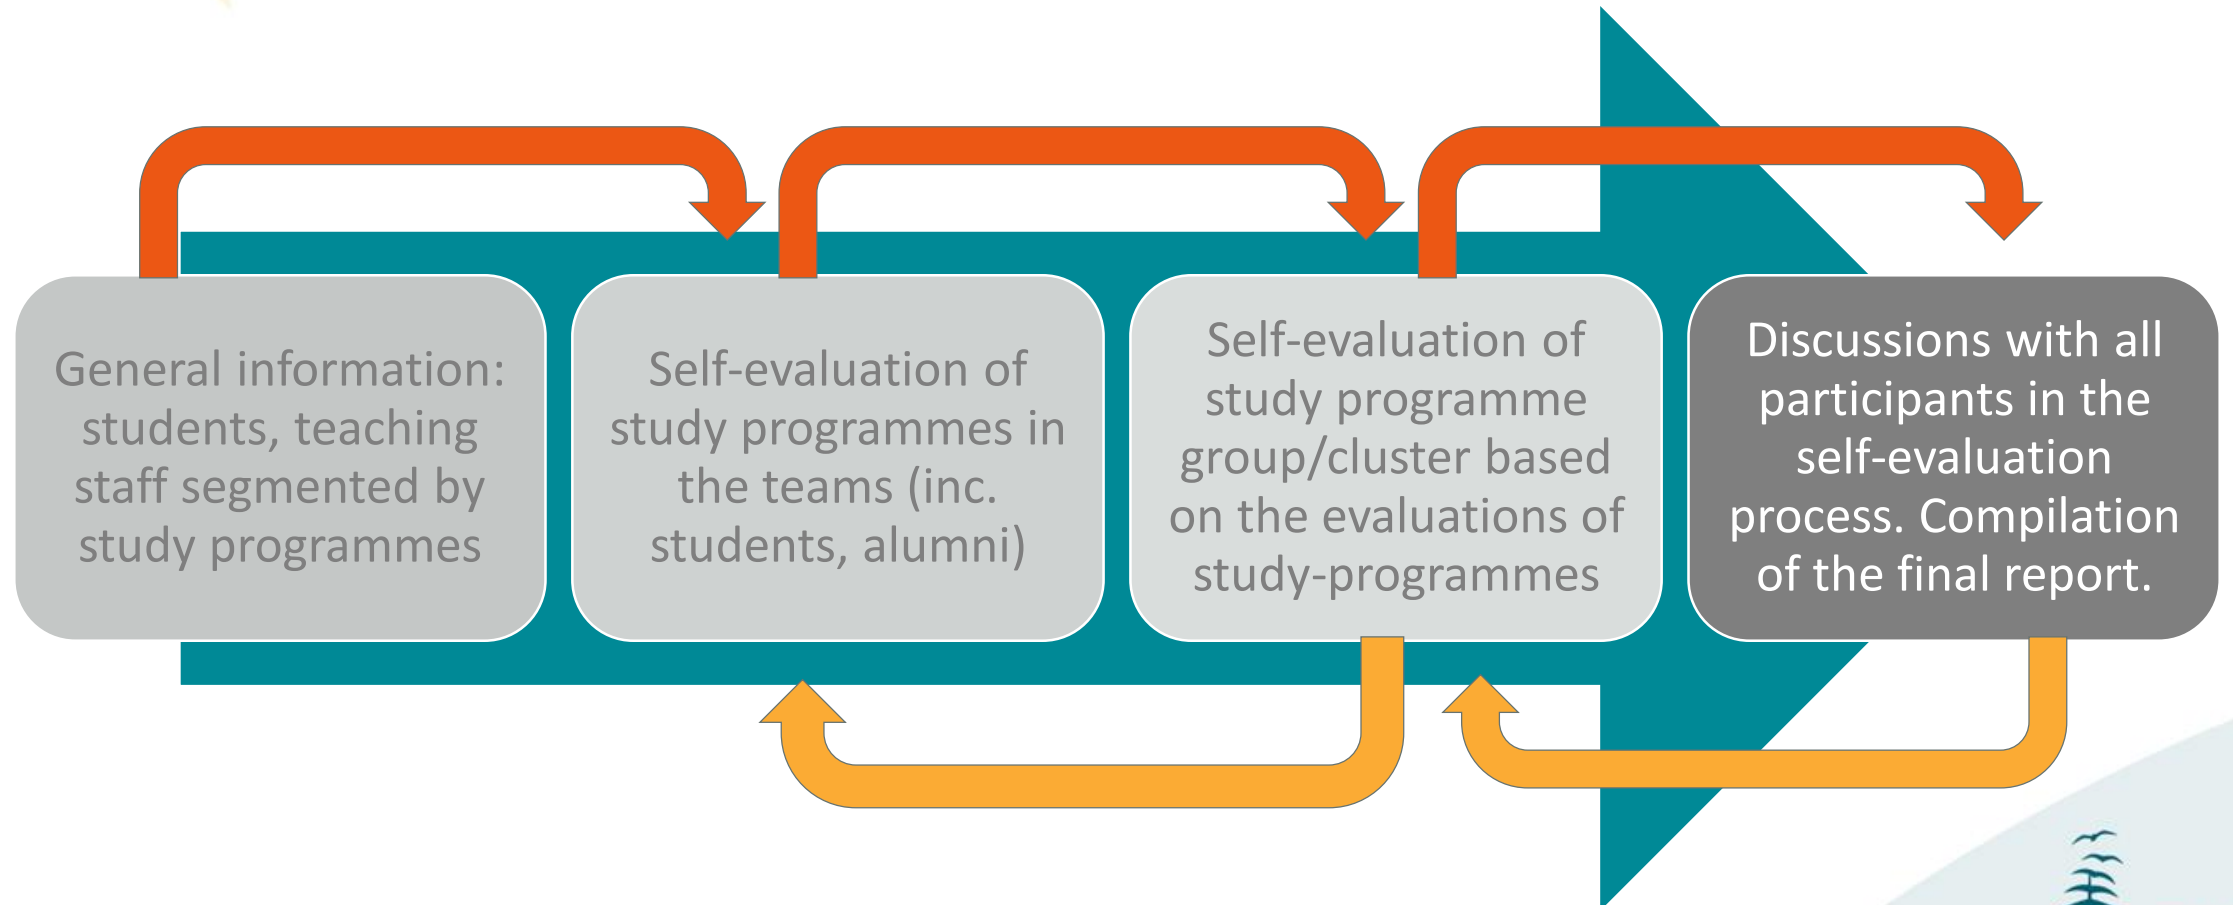 General information:
students, teaching
staff segmented by
study programmes
Self-evaluation of
study programmes in
the teams (inc.
students, alumni)
Self-evaluation of
study programme
group/cluster based
on the evaluations of
study-programmes
Discussions with all
participants in the
self-evaluation
process. Compilation
of the final report.